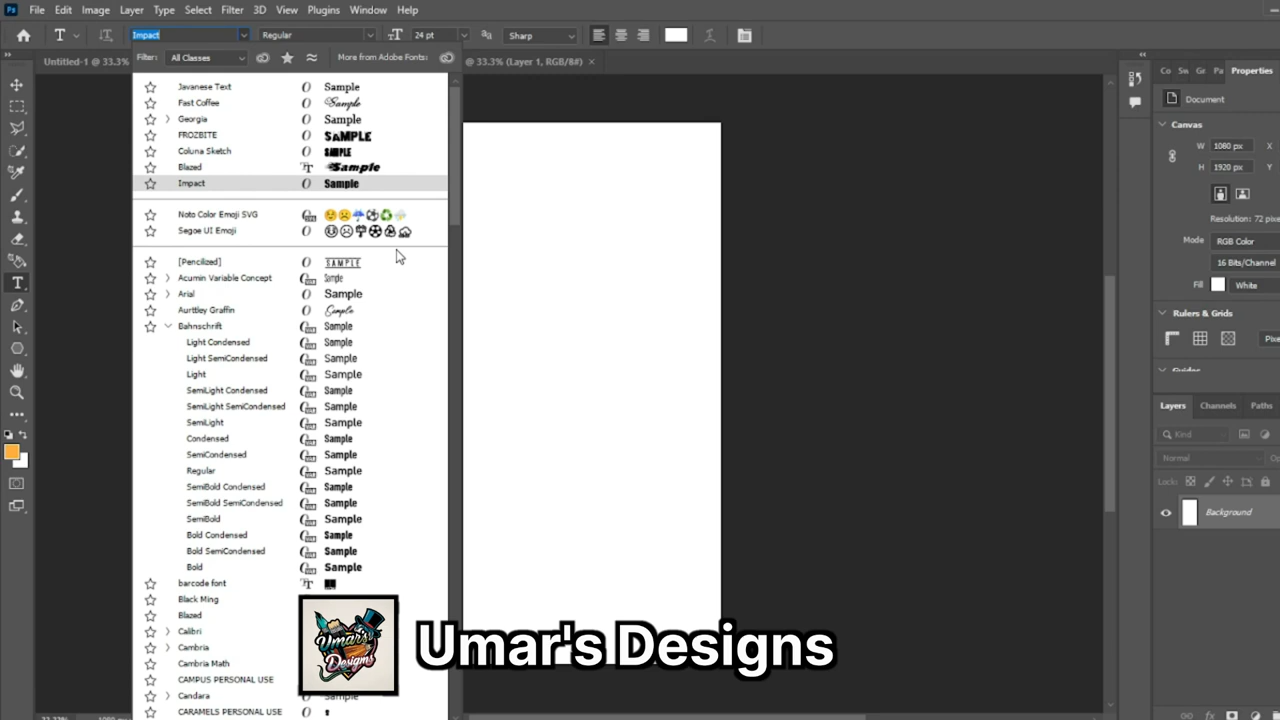 Ps File Edit Image Layer Type Select Filter 3D View Plugins Window Help
Impact Regular 24 pt Sharp
Filter: All Classes More from Adobe Fonts:
Untitled-1 @ 33.3% @ 33.3% (Layer 1, RGB/8#)
Javanese Text Sample
Fast Coffee Sample
Georgia Sample
FROZBITE SAMPLE
Coluna Sketch SAMPLE
Blazed Sample
Impact Sample
Noto Color Emoji SVG
Segoe UI Emoji
[Pencilized] SAMPLE
Acumin Variable Concept Sample
Arial Sample
Aurttley Graffin Sample
Bahnschrift Sample
Light Condensed Sample
Light SemiCondensed Sample
Light Sample
SemiLight Condensed Sample
SemiLight SemiCondensed Sample
SemiLight Sample
Condensed Sample
SemiCondensed Sample
Regular Sample
SemiBold Condensed Sample
SemiBold SemiCondensed Sample
SemiBold Sample
Bold Condensed Sample
Bold SemiCondensed Sample
Bold Sample
barcode font
Black Ming
Blazed
Calibri
Cambria
Cambria Math
CAMPUS PERSONAL USE
Candara Sample
CARAMELS PERSONAL USE
Umar's
Designs
Umar's Designs
Co Sw Gr Pa Properties
Document
Canvas
W 1080 px X
H 1920 px Y
Resolution: 72
Mode RGB Color
16 Bits/Channel
Fill White
Rulers & Grids
Guides
Layers Channels Paths
Kind
Normal
Lock:
Background